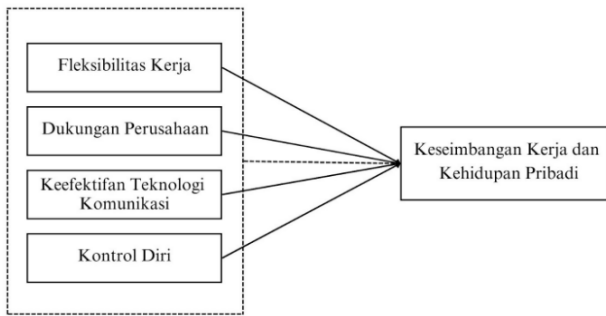 Fleksibilitas Kerja
Dukungan Perusahaan
Keefektifan Teknologi
Komunikasi
Kontrol Diri
Keseimbangan Kerja dan
Kehidupan Pribadi